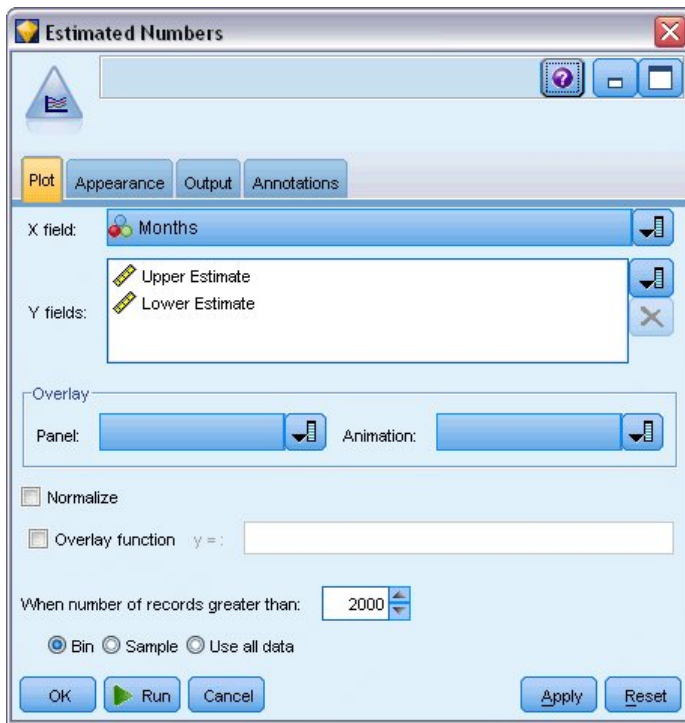 Estimated Numbers
Plot Appearance Output Annotations
X field: Months
Upper Estimate
Lower Estimate
Y fields:
Overlay
Panel: Animation:
Normalize
Overlay function y = :
When number of records greater than: 2000
Bin Sample Use all data
OK Run Cancel Apply Reset